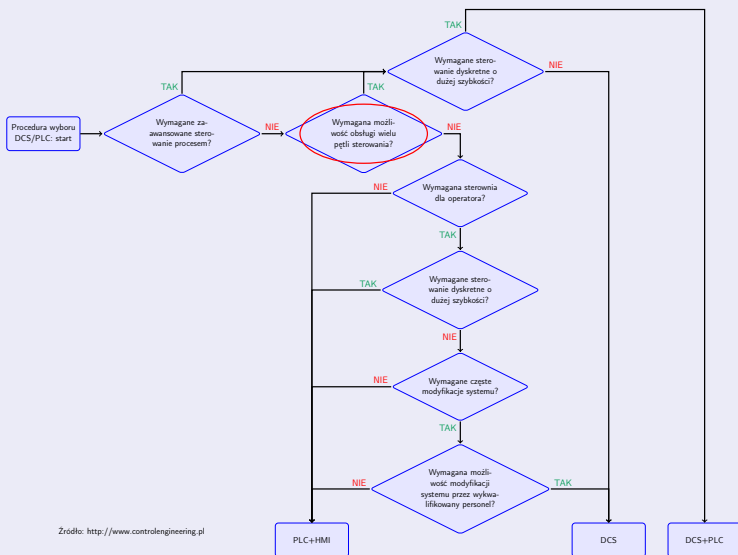 TAK
Wymagane stero-
wanie dyskretne o
dużej szybkości?
NIE
TAK
TAK
Procedura wyboru
DCS/PLC: start
Wymagane za-
awansowane stero-
wanie procesem?
NIE
Wymagana możli-
wość obsługi wielu
pętli sterowania?
NIE
Wymagana sterownia
dla operatora?
NIE
TAK
Wymagane stero-
wanie dyskretne o
dużej szybkości?
TAK
NIE
Wymagane częste
modyfikacje systemu?
NIE
TAK
Wymagana możli-
wość modyfikacji
systemu przez wykwa-
lifikowany personel?
NIE
TAK
Źródło: http://www.controlengineering.pl
PLC+HMI
DCS
DCS+PLC